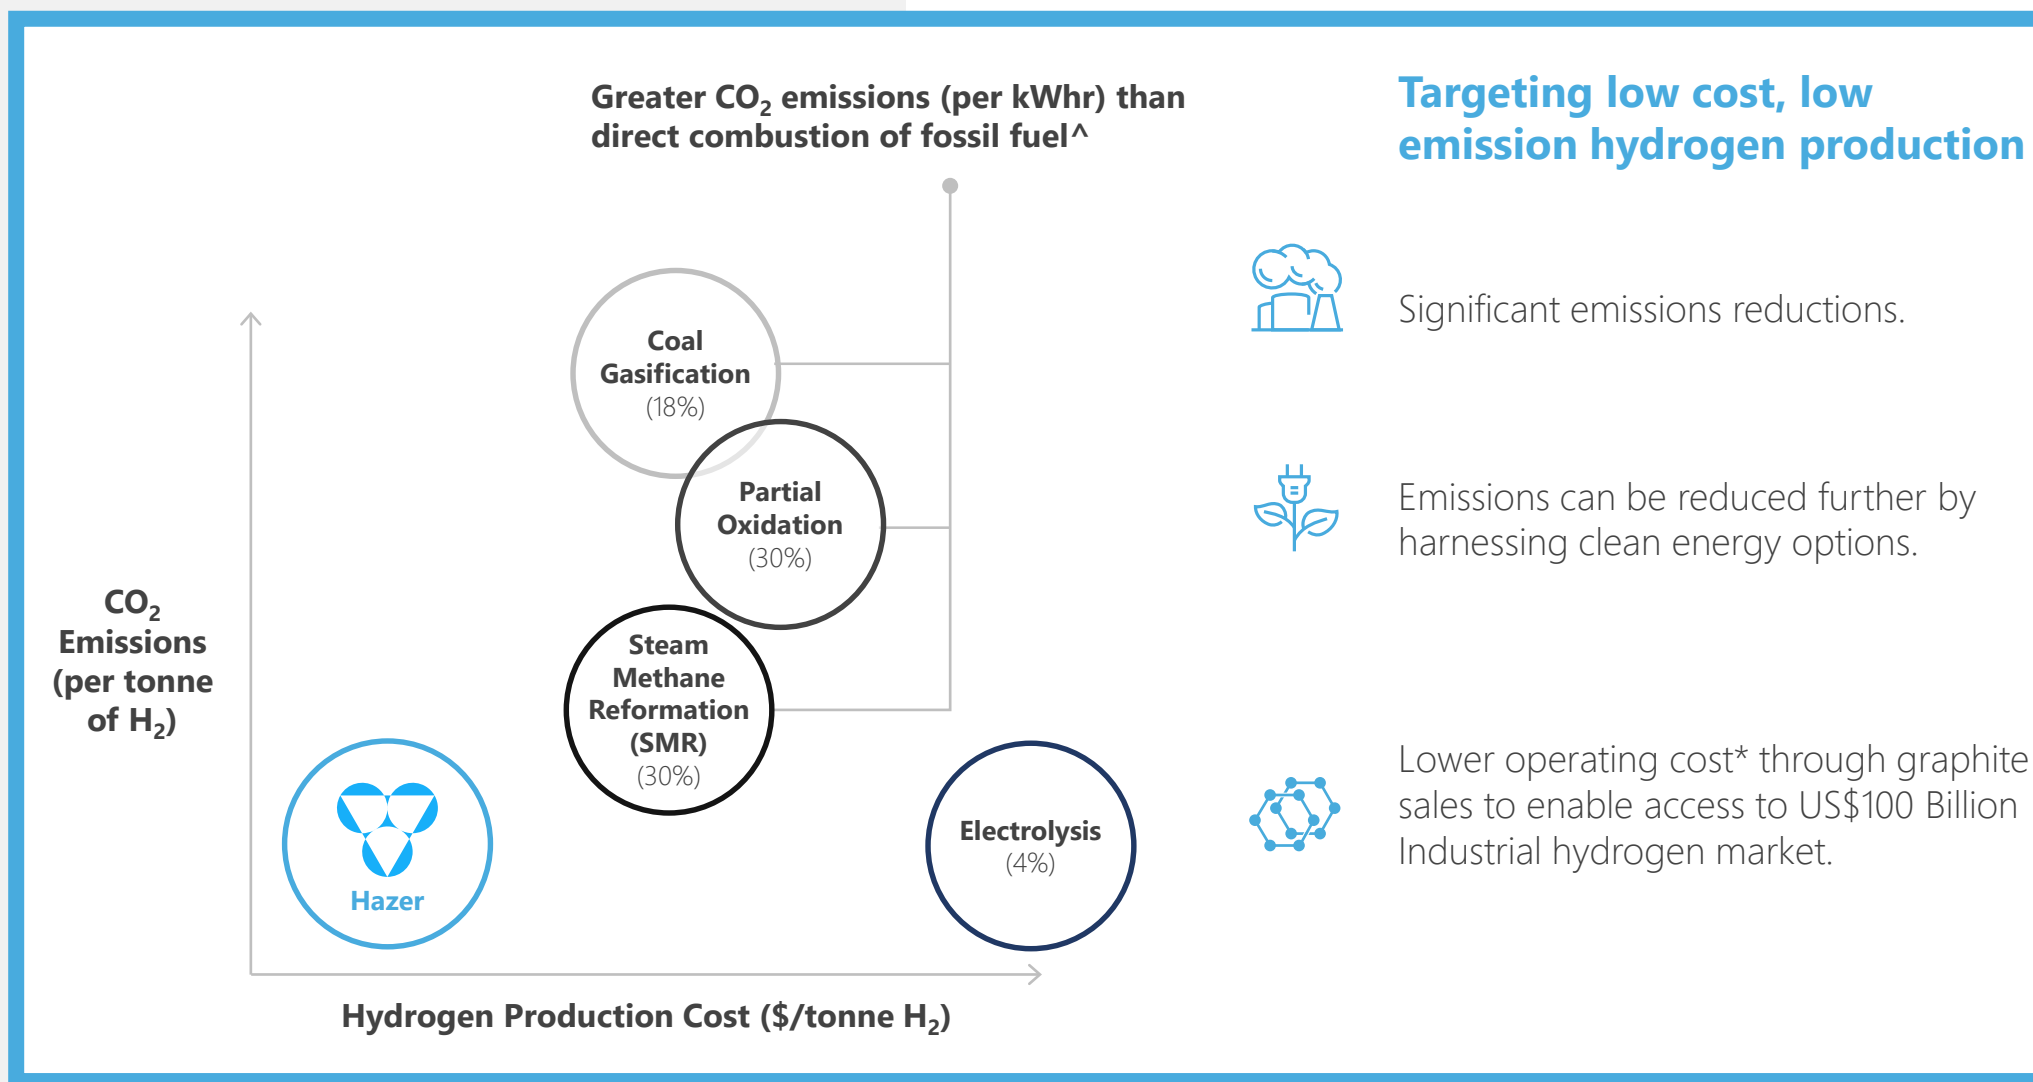 Greater CO₂ emissions (per kWhr) than
direct combustion of fossil fuel^
Coal
Gasification
(18%)
Partial
Oxidation
(30%)
Steam
Methane
Reformation
(SMR)
(30%)
Electrolysis
(4%)
Hazer
CO₂
Emissions
(per tonne
of H₂)
Hydrogen Production Cost ($/tonne H₂)
Targeting low cost, low
emission hydrogen production
Significant emissions reductions.
Emissions can be reduced further by
harnessing clean energy options.
Lower operating cost* through graphite
sales to enable access to US$100 Billion
Industrial hydrogen market.